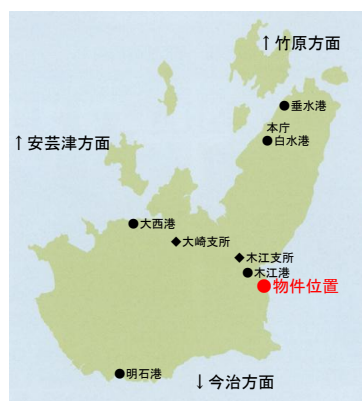 ↑竹原方面
●垂水港
本庁
●白水港
↑安芸津方面
●大西港
◆大崎支所
◆木江支所
●木江港
●物件位置
●明石港
↓今治方面